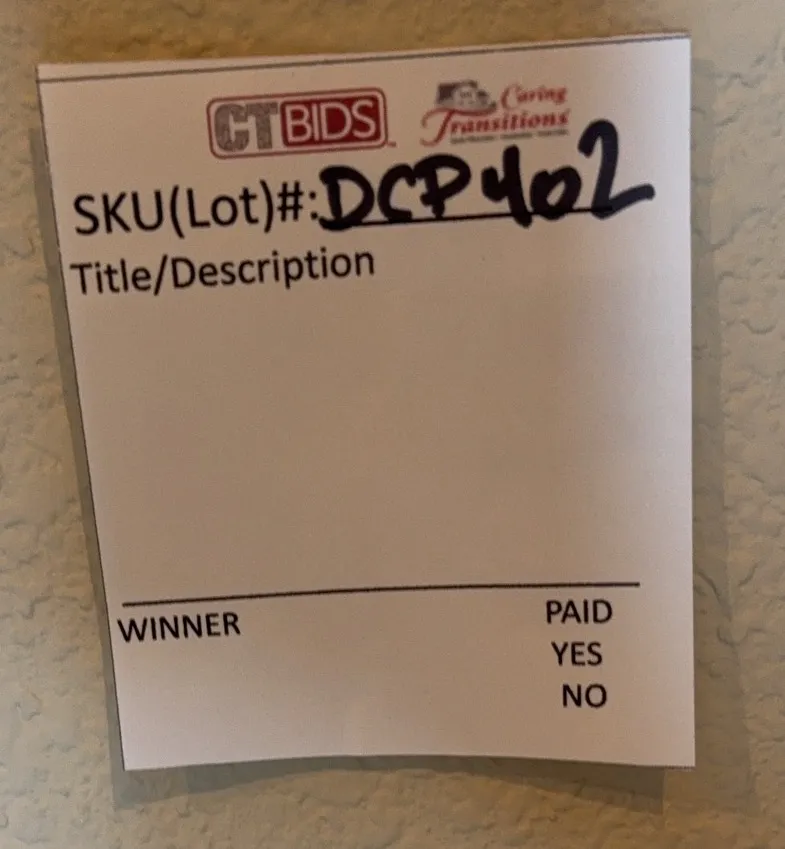 CTBIDS
Caring
Transitions
SKU(Lot)#: DCP402
Title/Description
WINNER
PAID
YES
NO